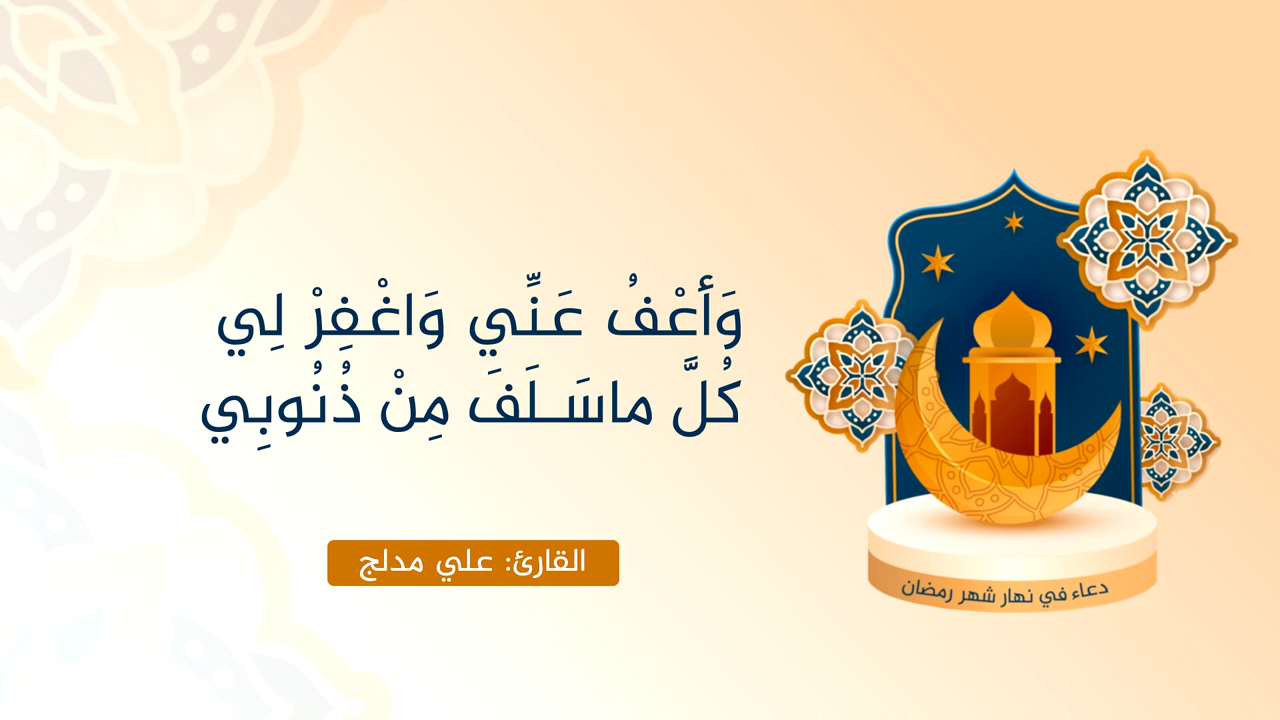 وَأعْفُ عَنِّي وَاغْفِرْ لِي
كُلَّ ماسَـلَفَ مِنْ ذُنُوبِي
القارئ: علي مدلج
دعاء في نهار شهر رمضان